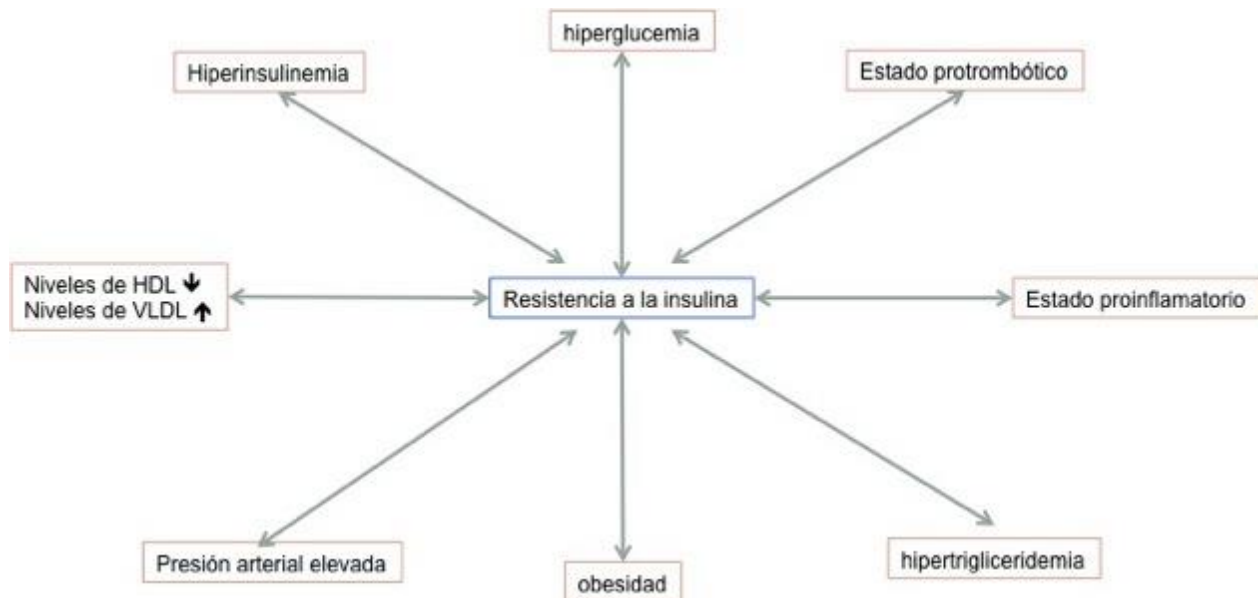 hiperglucemia
Hiperinsulinemia
Estado protrombótico
Niveles de HDL ↓
Niveles de VLDL ↑
Resistencia a la insulina
Estado proinflamatorio
Presión arterial elevada
obesidad
hipertrigliceridemia